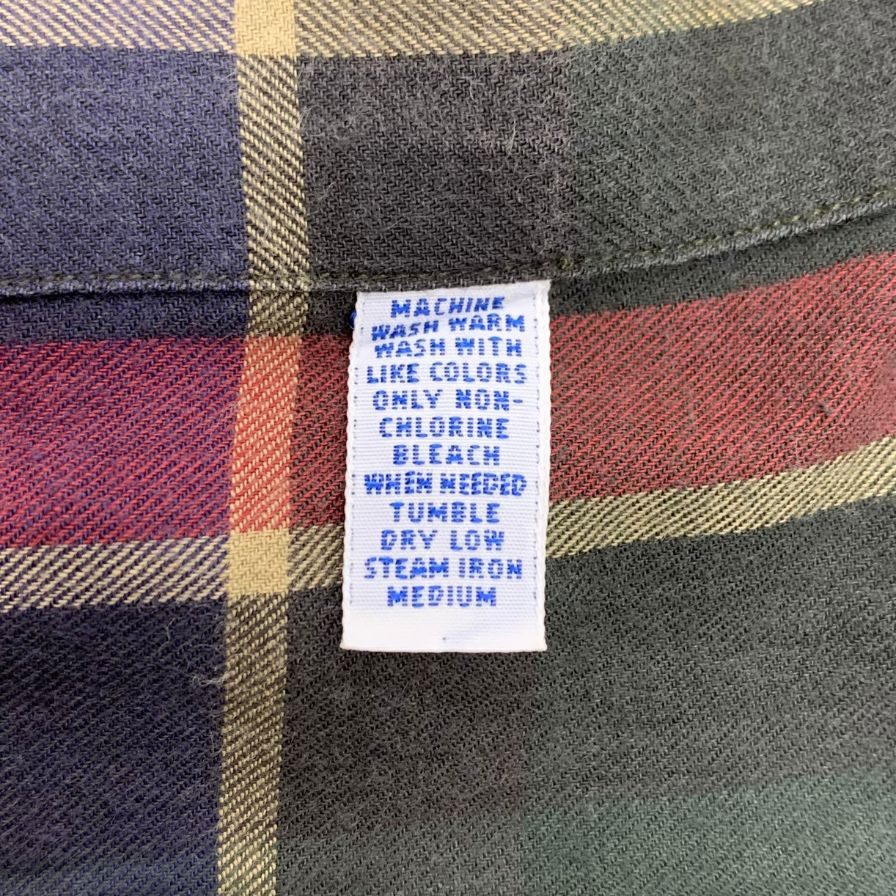 MACHINE
WASH WARM
WASH WITH
LIKE COLORS
ONLY NON-
CHLORINE
BLEACH
WHEN NEEDED
TUMBLE
DRY LOW
STEAM IRON
MEDIUM